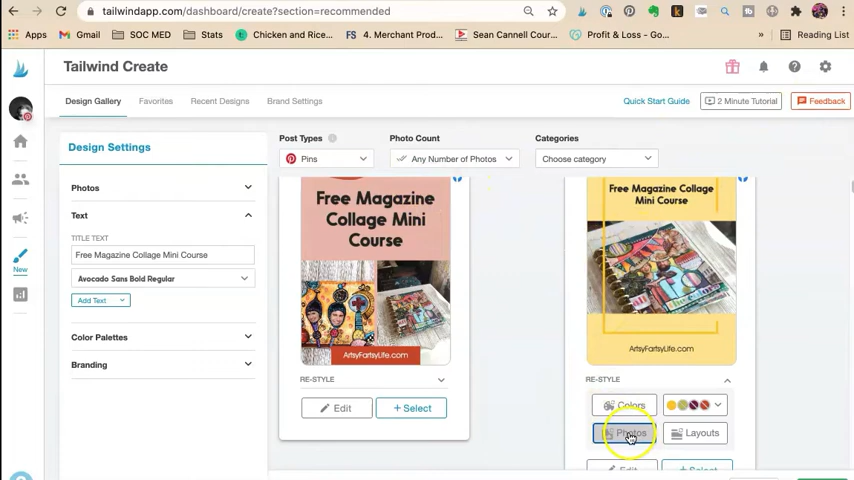 tailwindapp.com/dashboard/create?section=recommended
Apps
Gmail
SOC MED
Stats
Chicken and Rice...
4. Merchant Prod...
Sean Cannell Cour...
Profit & Loss - Go...
»
Reading List
Tailwind Create
Design Gallery
Favorites
Recent Designs
Brand Settings
Quick Start Guide
2 Minute Tutorial
Feedback
New
Design Settings
Photos
Text
TITLE TEXT
Free Magazine Collage Mini Course
Avocado Sans Bold Regular
Add Text
Color Palettes
Branding
Post Types
Photo Count
Categories
Pins
Any Number of Photos
Choose category
Free Magazine
Collage Mini
Course
ArtsyFartsyLife.com
RE-STYLE
Edit
+ Select
Free Magazine Collage
Mini Course
ArtsyFartsyLife.com
RE-STYLE
Colors
Photos
Layouts
Edit
+ Select